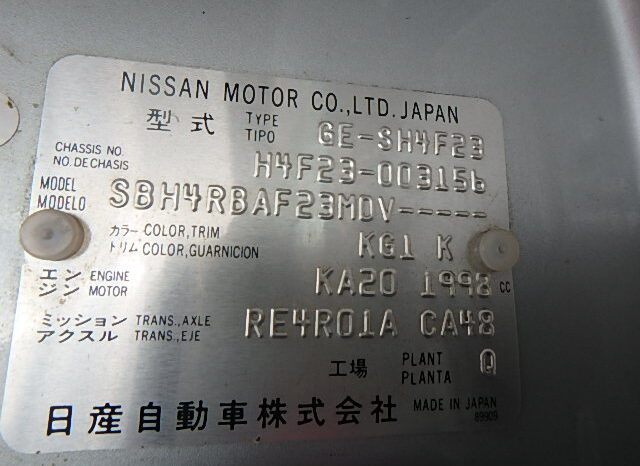 NISSAN MOTOR CO.,LTD. JAPAN
型式 TYPE TIPO GE-SH4F23
CHASSIS NO. NO. DE CHASIS H4F23-003156
MODEL MODELO SBH4RBAF23MDV-----
カラー COLOR,TRIM トリム COLOR,GUARNICION KG1 K
エンジン ENGINE MOTOR KA20 1998 cc
ミッション TRANS.,AXLE アクスル TRANS.,EJE RE4R01A CA48
工場 PLANT PLANTA Q
日産自動車株式会社 MADE IN JAPAN
89909